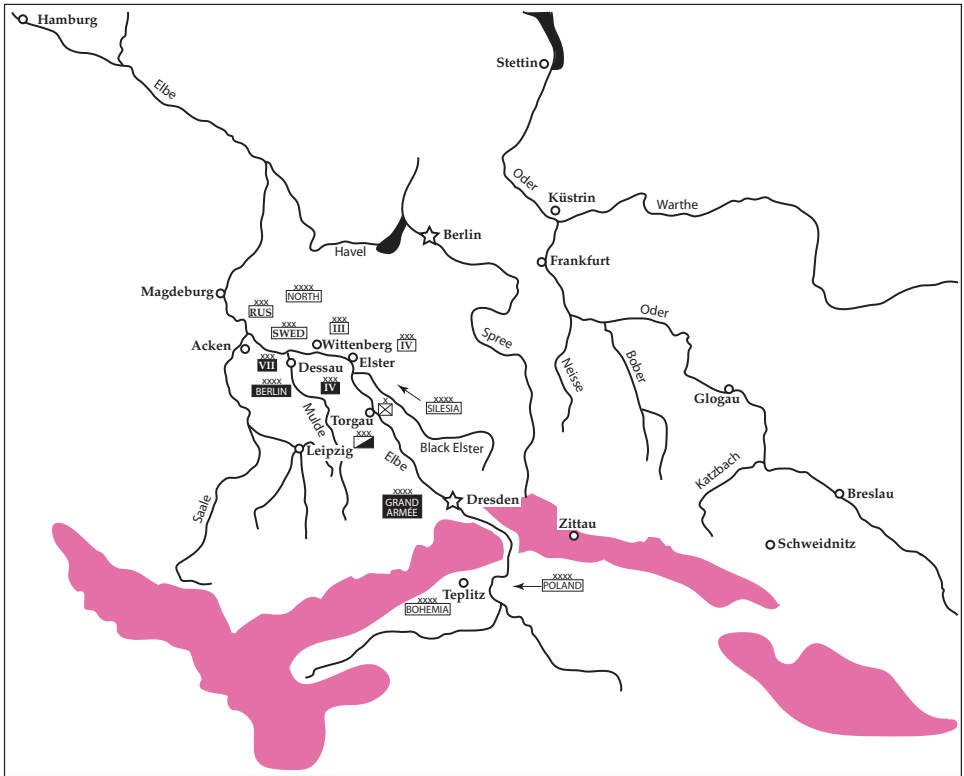 Hamburg
Stettin
Elbe
Oder
Küstrin
Warthe
Berlin
Havel
Frankfurt
Magdeburg
xxxx
NORTH
xxx
RUS
Oder
xxx
III
xxx
SWED
Spree
Wittenberg
xxx
IV
Acken
Elster
Neisse
Bober
xxx
VII
Dessau
xxxx
BERLIN
xxx
IV
Glogau
xxxx
SILESIA
x
Mulde
Torgau
xxx
Black Elster
Leipzig
Elbe
Katzbach
Saale
xxxx
GRAND
ARMÉE
Dresden
Breslau
Zittau
Schweidnitz
xxxx
POLAND
Teplitz
xxxx
BOHEMIA